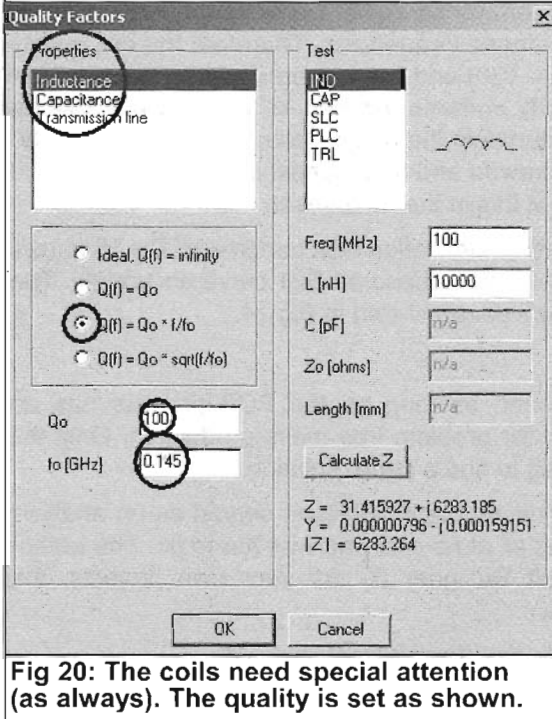 Quality Factors
Properties
Inductance
Capacitance
Transmission line
Ideal, Q(f) = infinity
Q(f) = Qo
Q(f) = Qo * f/fo
Q(f) = Qo * sqrt(f/fo)
Qo
100
fo [GHz]
0.145
Test
IND
CAP
SLC
PLC
TRL
Freq [MHz]
100
L [nH]
10000
C [pF]
n/a
Zo [ohms]
n/a
Length [mm]
n/a
Calculate Z
Z = 31.415927 + j 6283.185
Y = 0.000000796 - j 0.000159151
|Z| = 6283.264
OK
Cancel
Fig 20: The coils need special attention
(as always). The quality is set as shown.